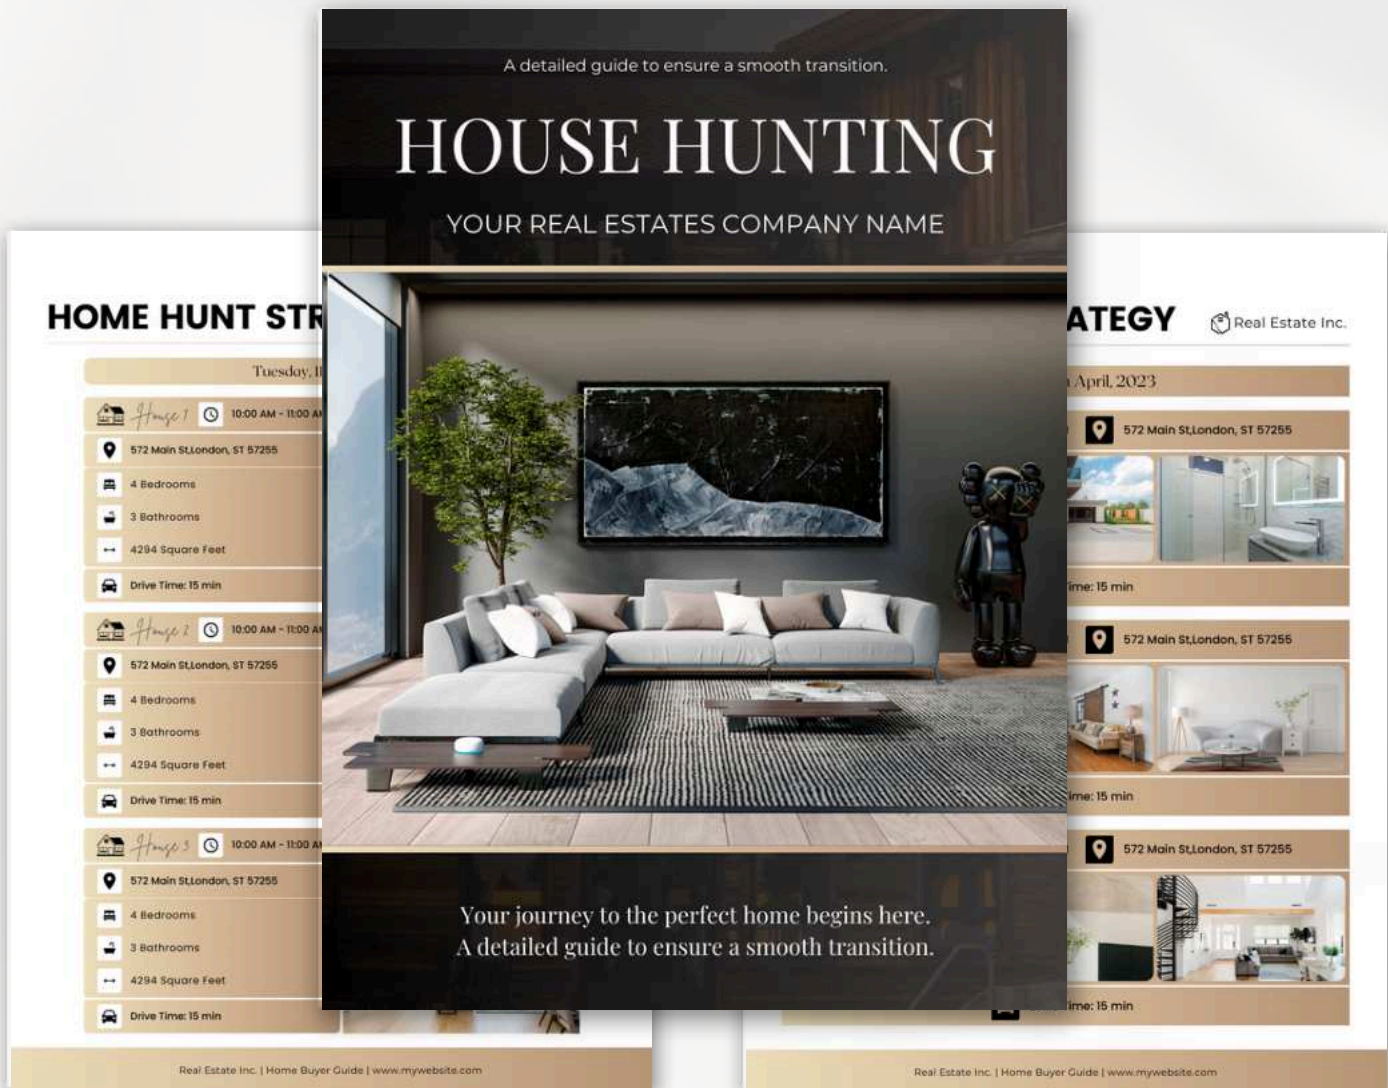 A detailed guide to ensure a smooth transition.
HOUSE HUNTING
YOUR REAL ESTATES COMPANY NAME
Your journey to the perfect home begins here.
A detailed guide to ensure a smooth transition.
HOME HUNT STR
Tuesday, 11
House 1 10:00 AM - 11:00 AM
572 Main St,London, ST 57255
4 Bedrooms
3 Bathrooms
4294 Square Feet
Drive Time: 15 min
House 2 10:00 AM - 11:00 AM
572 Main St,London, ST 57255
4 Bedrooms
3 Bathrooms
4294 Square Feet
Drive Time: 15 min
House 3 10:00 AM - 11:00 AM
572 Main St,London, ST 57255
4 Bedrooms
3 Bathrooms
4294 Square Feet
Drive Time: 15 min
Real Estate Inc. | Home Buyer Guide | www.mywebsite.com
ATEGY Real Estate Inc.
April, 2023
572 Main St,London, ST 57255
ime: 15 min
572 Main St,London, ST 57255
ime: 15 min
572 Main St,London, ST 57255
ime: 15 min
Real Estate Inc. | Home Buyer Guide | www.mywebsite.com